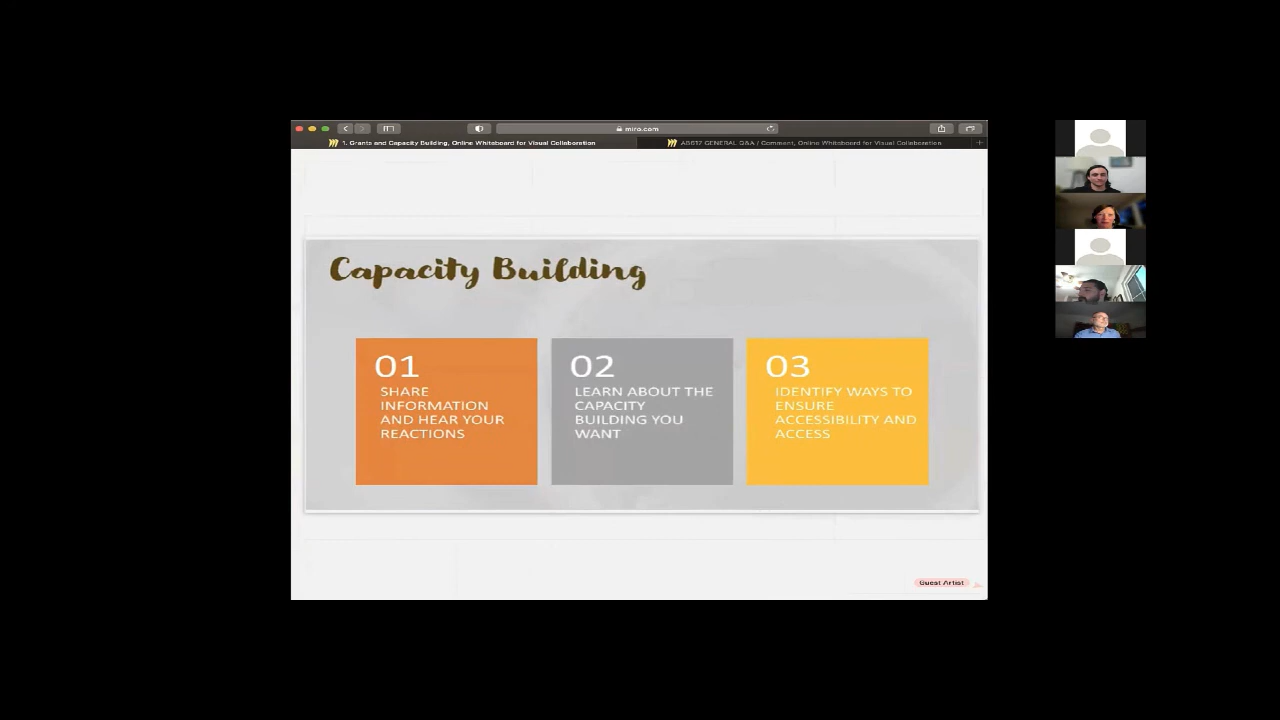 miro.com
1. Grants and Capacity Building, Online Whiteboard for Visual Collaboration
GENERAL Q&A / Comment, Online Whiteboard for Visual Collaboration
Capacity Building
01
SHARE
INFORMATION
AND HEAR YOUR
REACTIONS
02
LEARN ABOUT THE
CAPACITY
BUILDING YOU
WANT
03
IDENTIFY WAYS TO
ENSURE
ACCESSIBILITY AND
ACCESS
Guest Artist